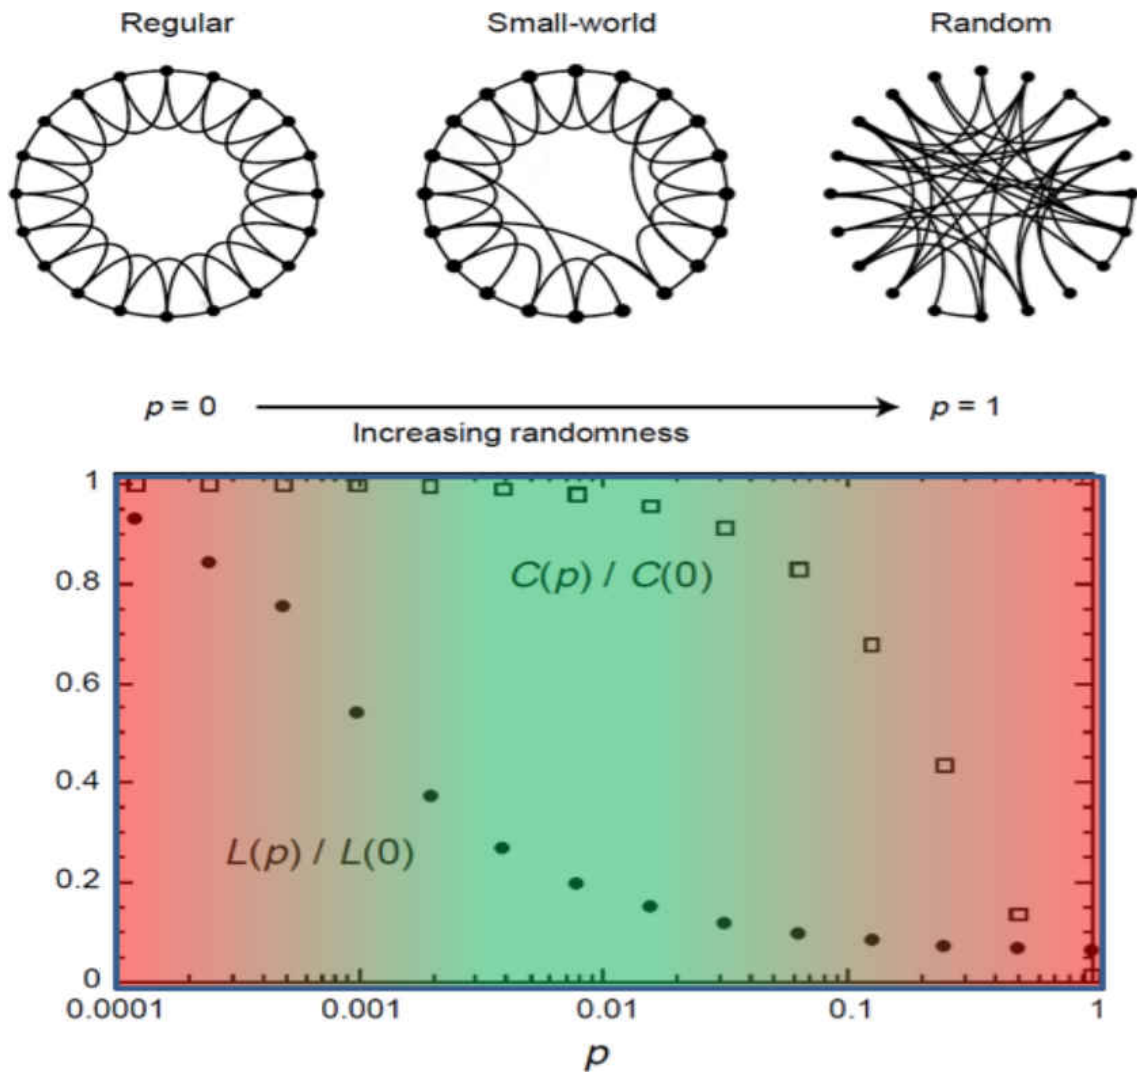 Regular Small-world Random
p = 0 p = 1
Increasing randomness
1
0.8
C(p) / C(0)
0.6
0.4
L(p) / L(0)
0.2
0
0.0001 0.001 0.01 0.1 1
p